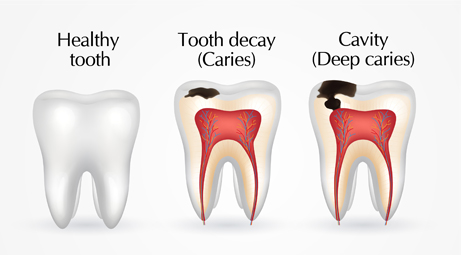 Healthy
tooth
Tooth decay
(Caries)
Cavity
(Deep caries)